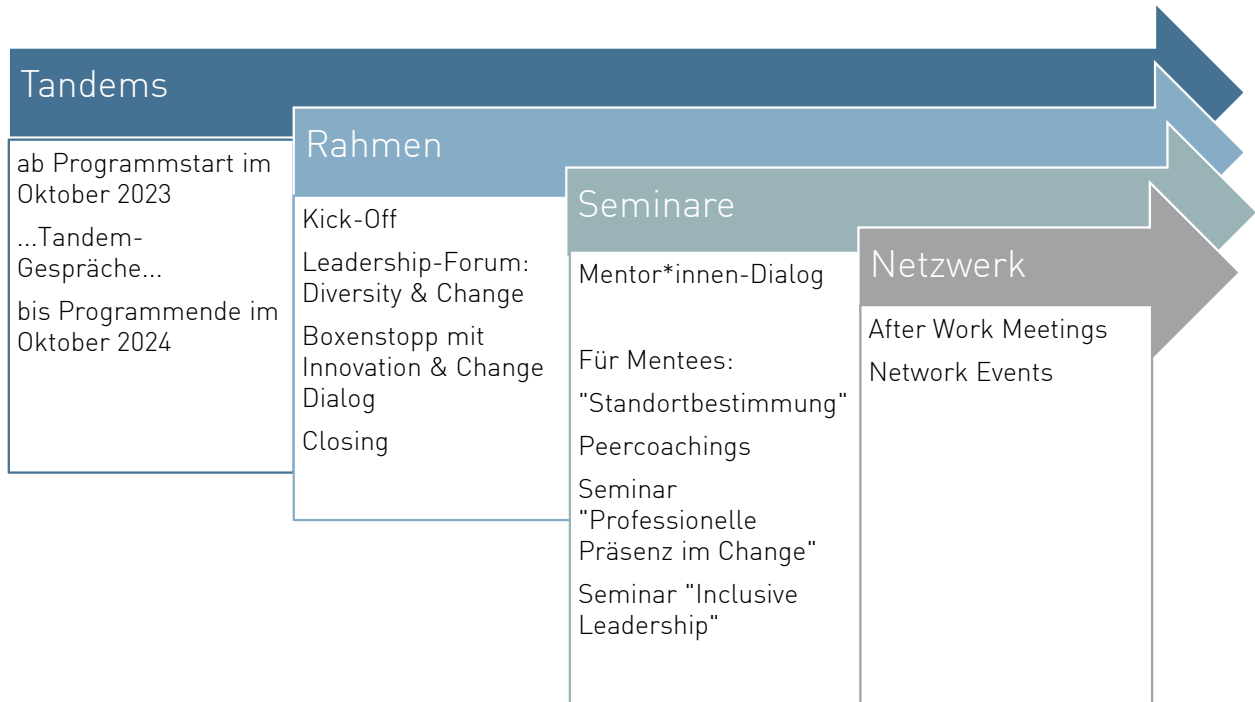 Tandems
ab Programmstart im
Oktober 2023
...Tandem-
Gespräche...
bis Programmende im
Oktober 2024
Rahmen
Kick-Off
Leadership-Forum:
Diversity & Change
Boxenstopp mit
Innovation & Change
Dialog
Closing
Seminare
Mentor*innen-Dialog
Für Mentees:
"Standortbestimmung"
Peercoachings
Seminar
"Professionelle
Präsenz im Change"
Seminar "Inclusive
Leadership"
Netzwerk
After Work Meetings
Network Events